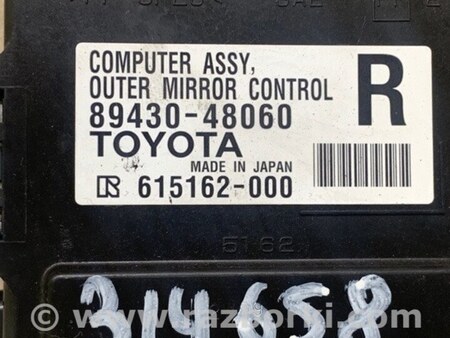 COMPUTER ASSY,
OUTER MIRROR CONTROL
R
89430-48060
TOYOTA
MADE IN JAPAN
R 615162-000
5162
314658
www.razborki.com